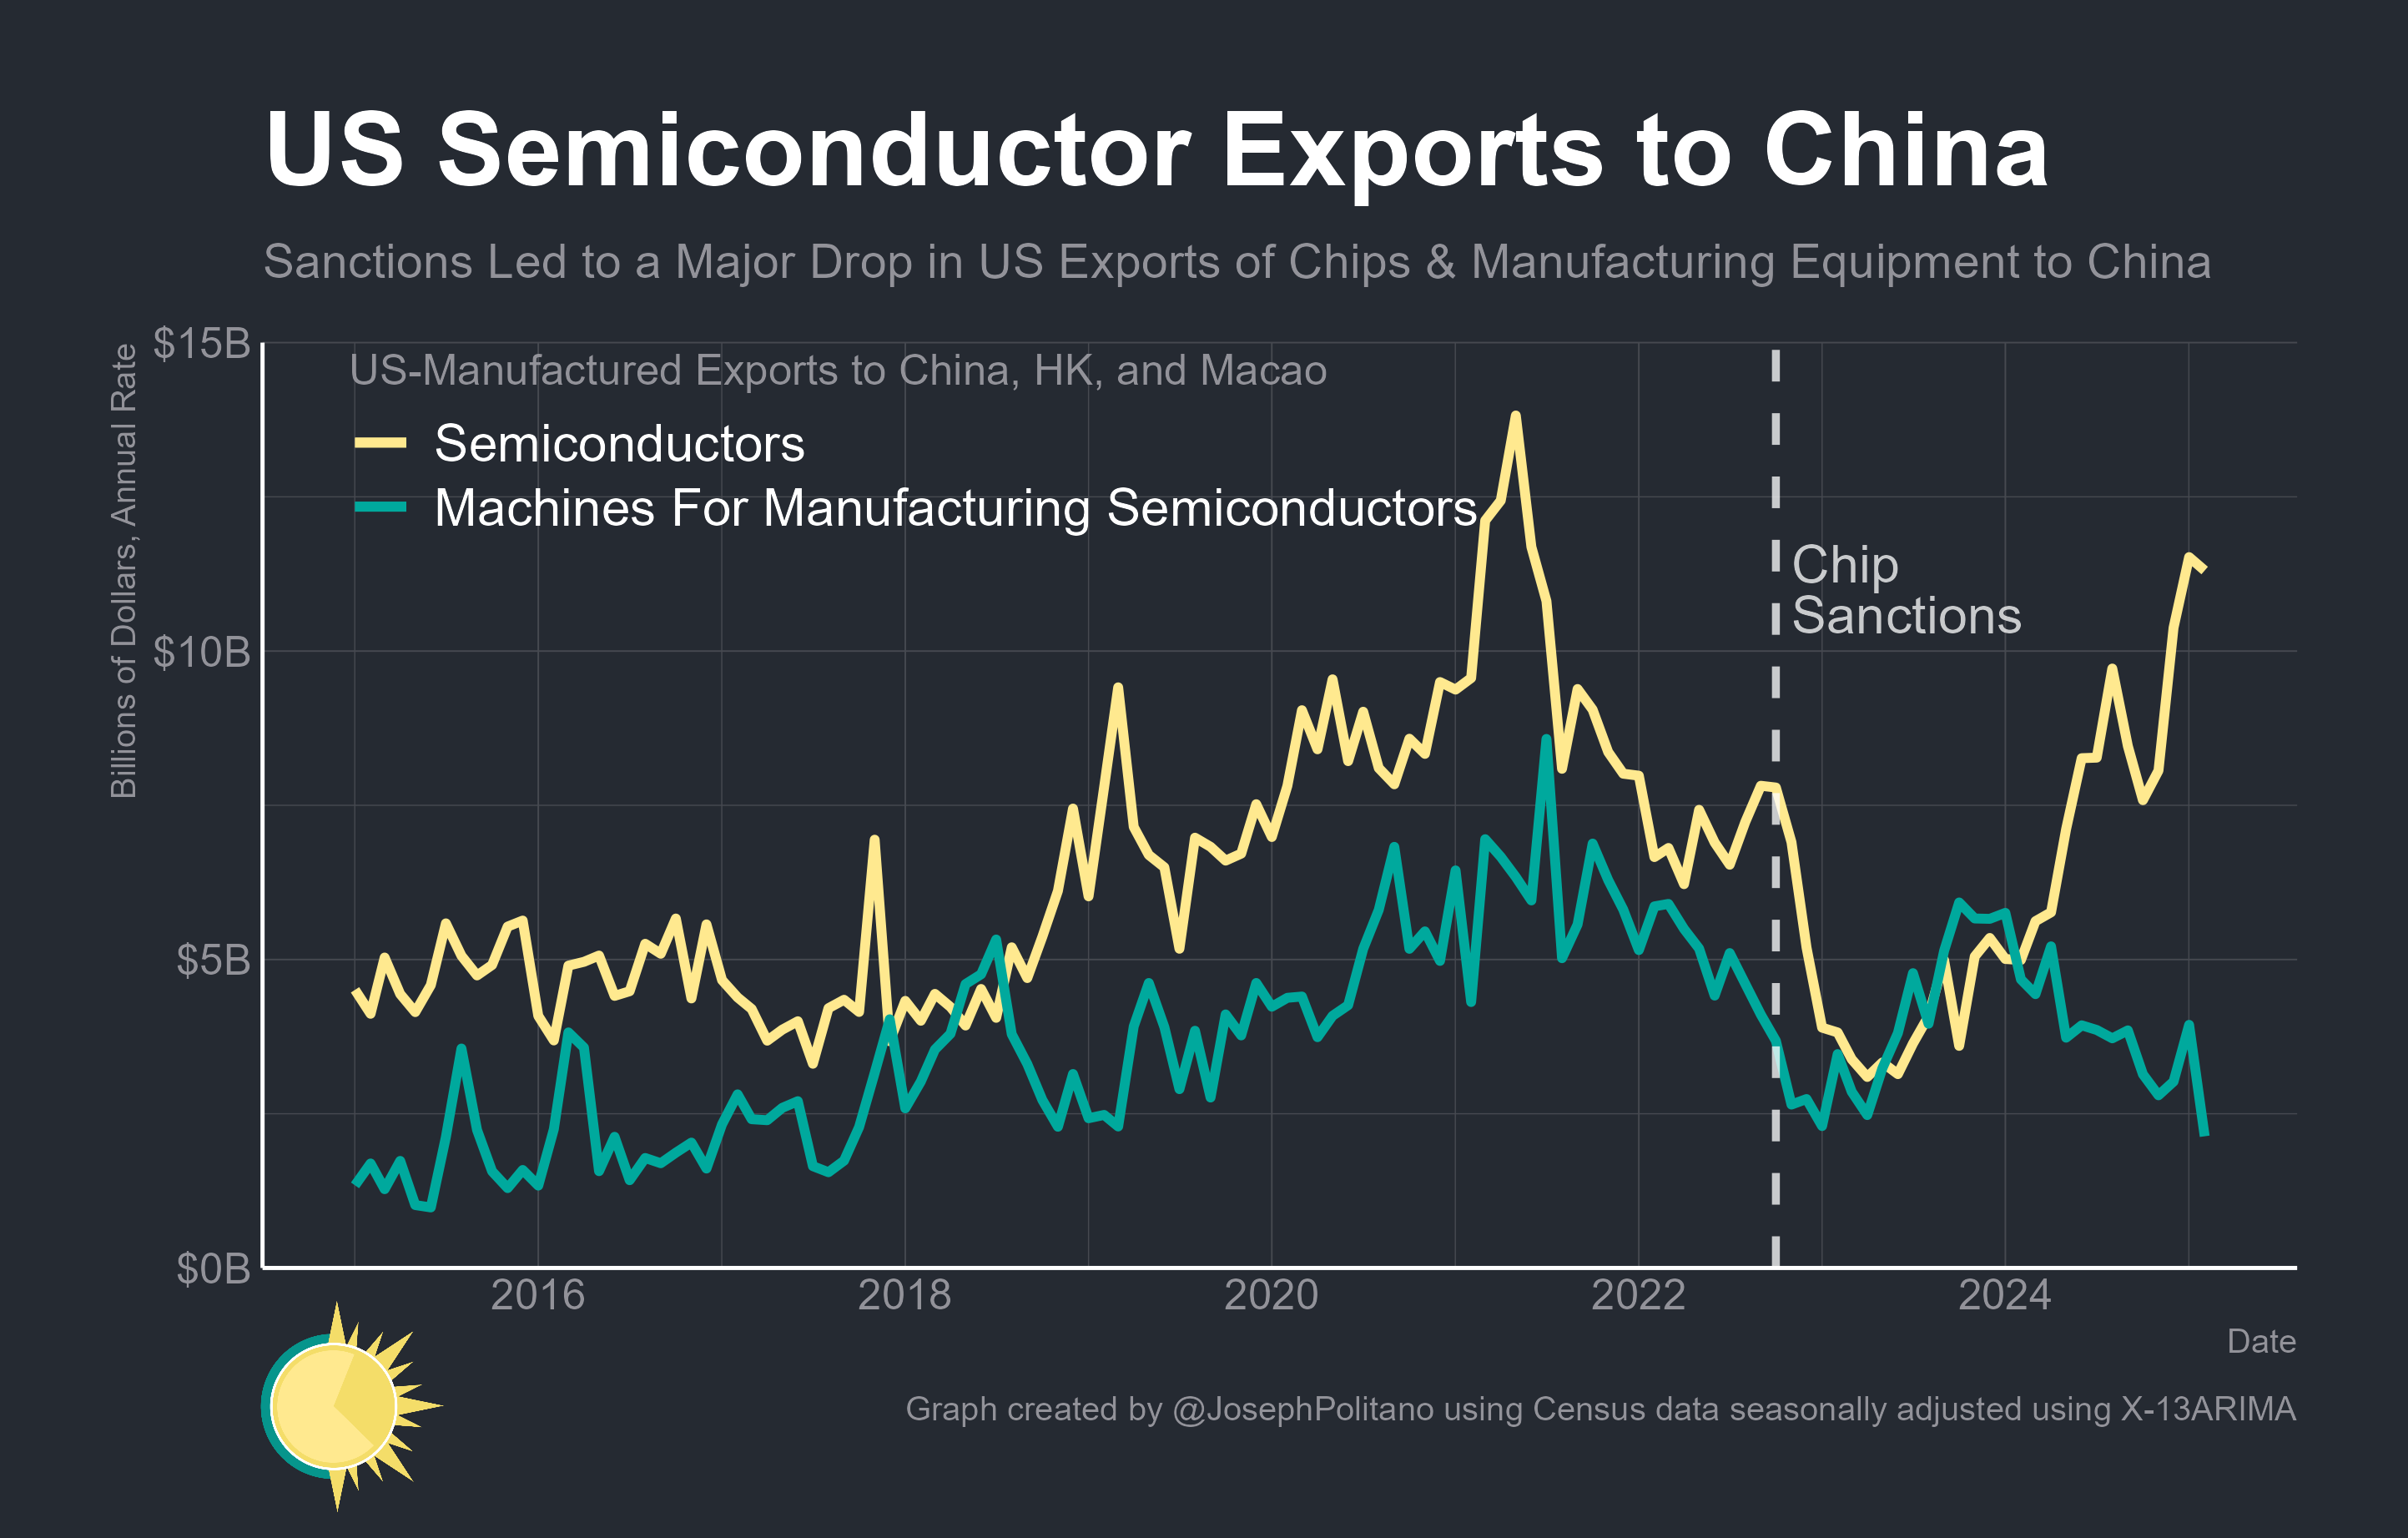 US Semiconductor Exports to China
Sanctions Led to a Major Drop in US Exports of Chips & Manufacturing Equipment to China
Billions of Dollars, Annual Rate
$15B
$10B
$5B
$0B
US-Manufactured Exports to China, HK, and Macao
Semiconductors
Machines For Manufacturing Semiconductors
Chip
Sanctions
2016
2018
2020
2022
2024
Date
Graph created by @JosephPolitano using Census data seasonally adjusted using X-13ARIMA